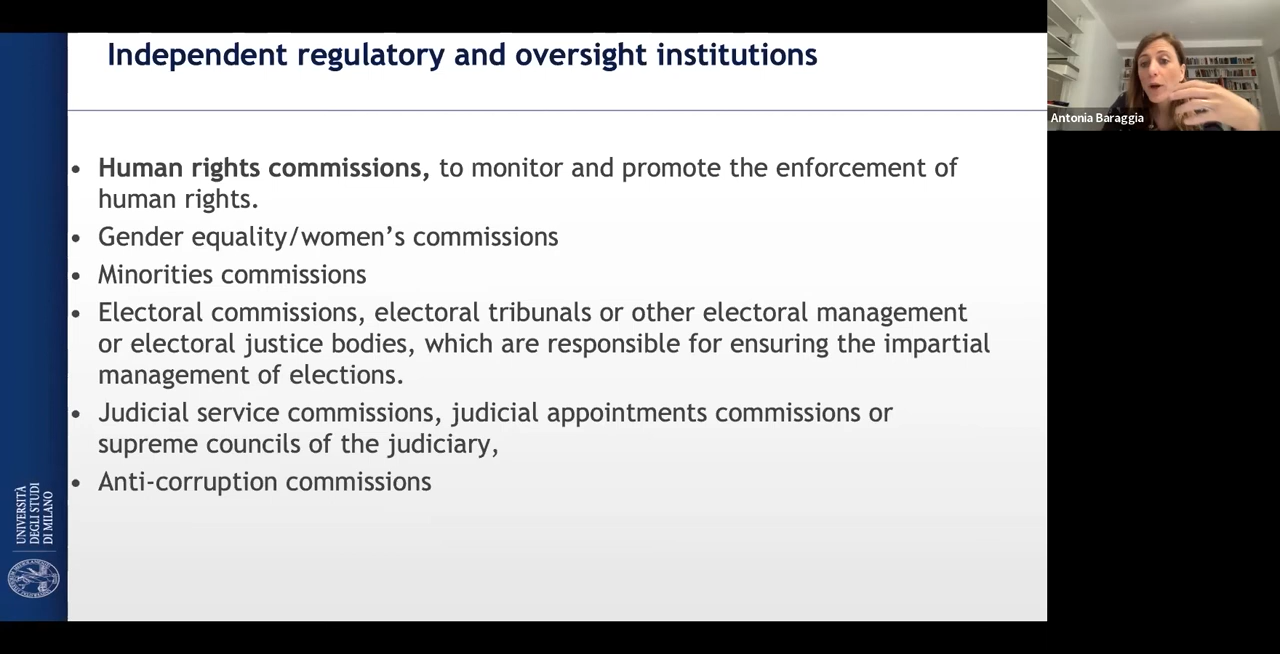 Independent regulatory and oversight institutions
Antonia Baraggia
• Human rights commissions, to monitor and promote the enforcement of
human rights.
• Gender equality/women’s commissions
• Minorities commissions
• Electoral commissions, electoral tribunals or other electoral management
or electoral justice bodies, which are responsible for ensuring the impartial
management of elections.
• Judicial service commissions, judicial appointments commissions or
supreme councils of the judiciary,
• Anti-corruption commissions
UNIVERSITÀ
DEGLI STUDI
DI MILANO